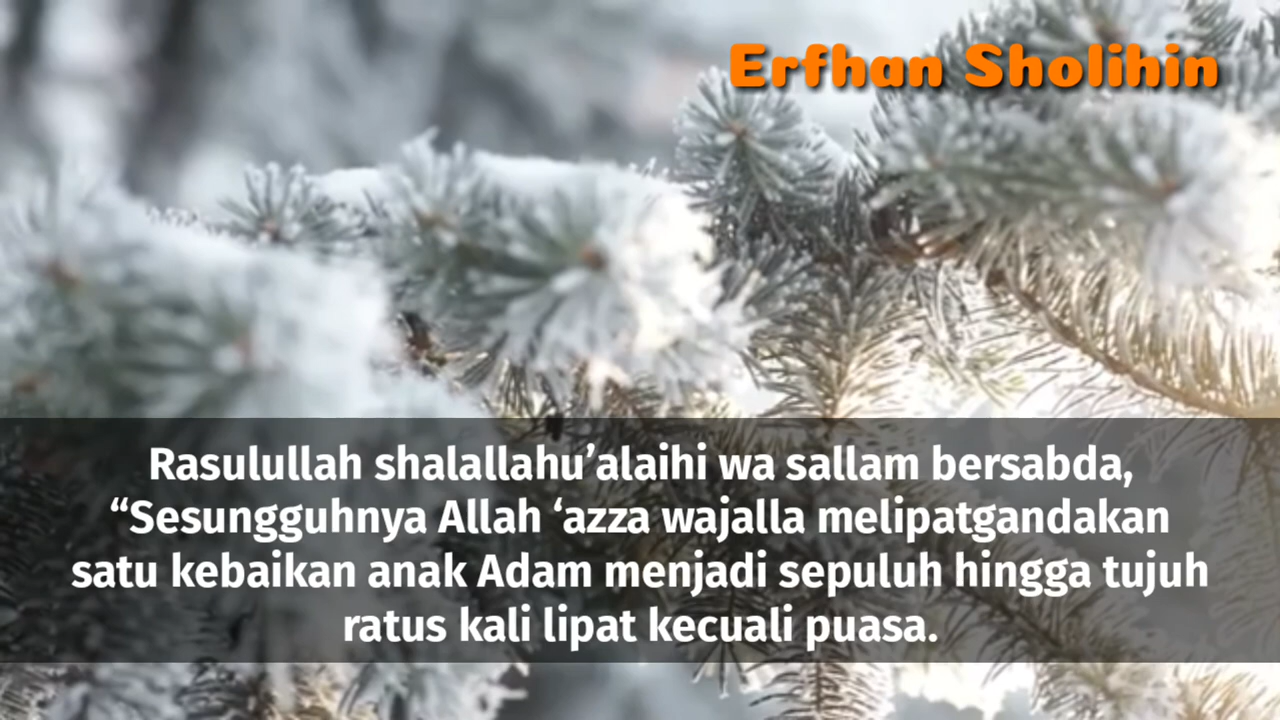 Erfhan Sholihin
Rasulullah shalallahu’alaihi wa sallam bersabda,
“Sesungguhnya Allah ‘azza wajalla melipatgandakan
satu kebaikan anak Adam menjadi sepuluh hingga tujuh
ratus kali lipat kecuali puasa.